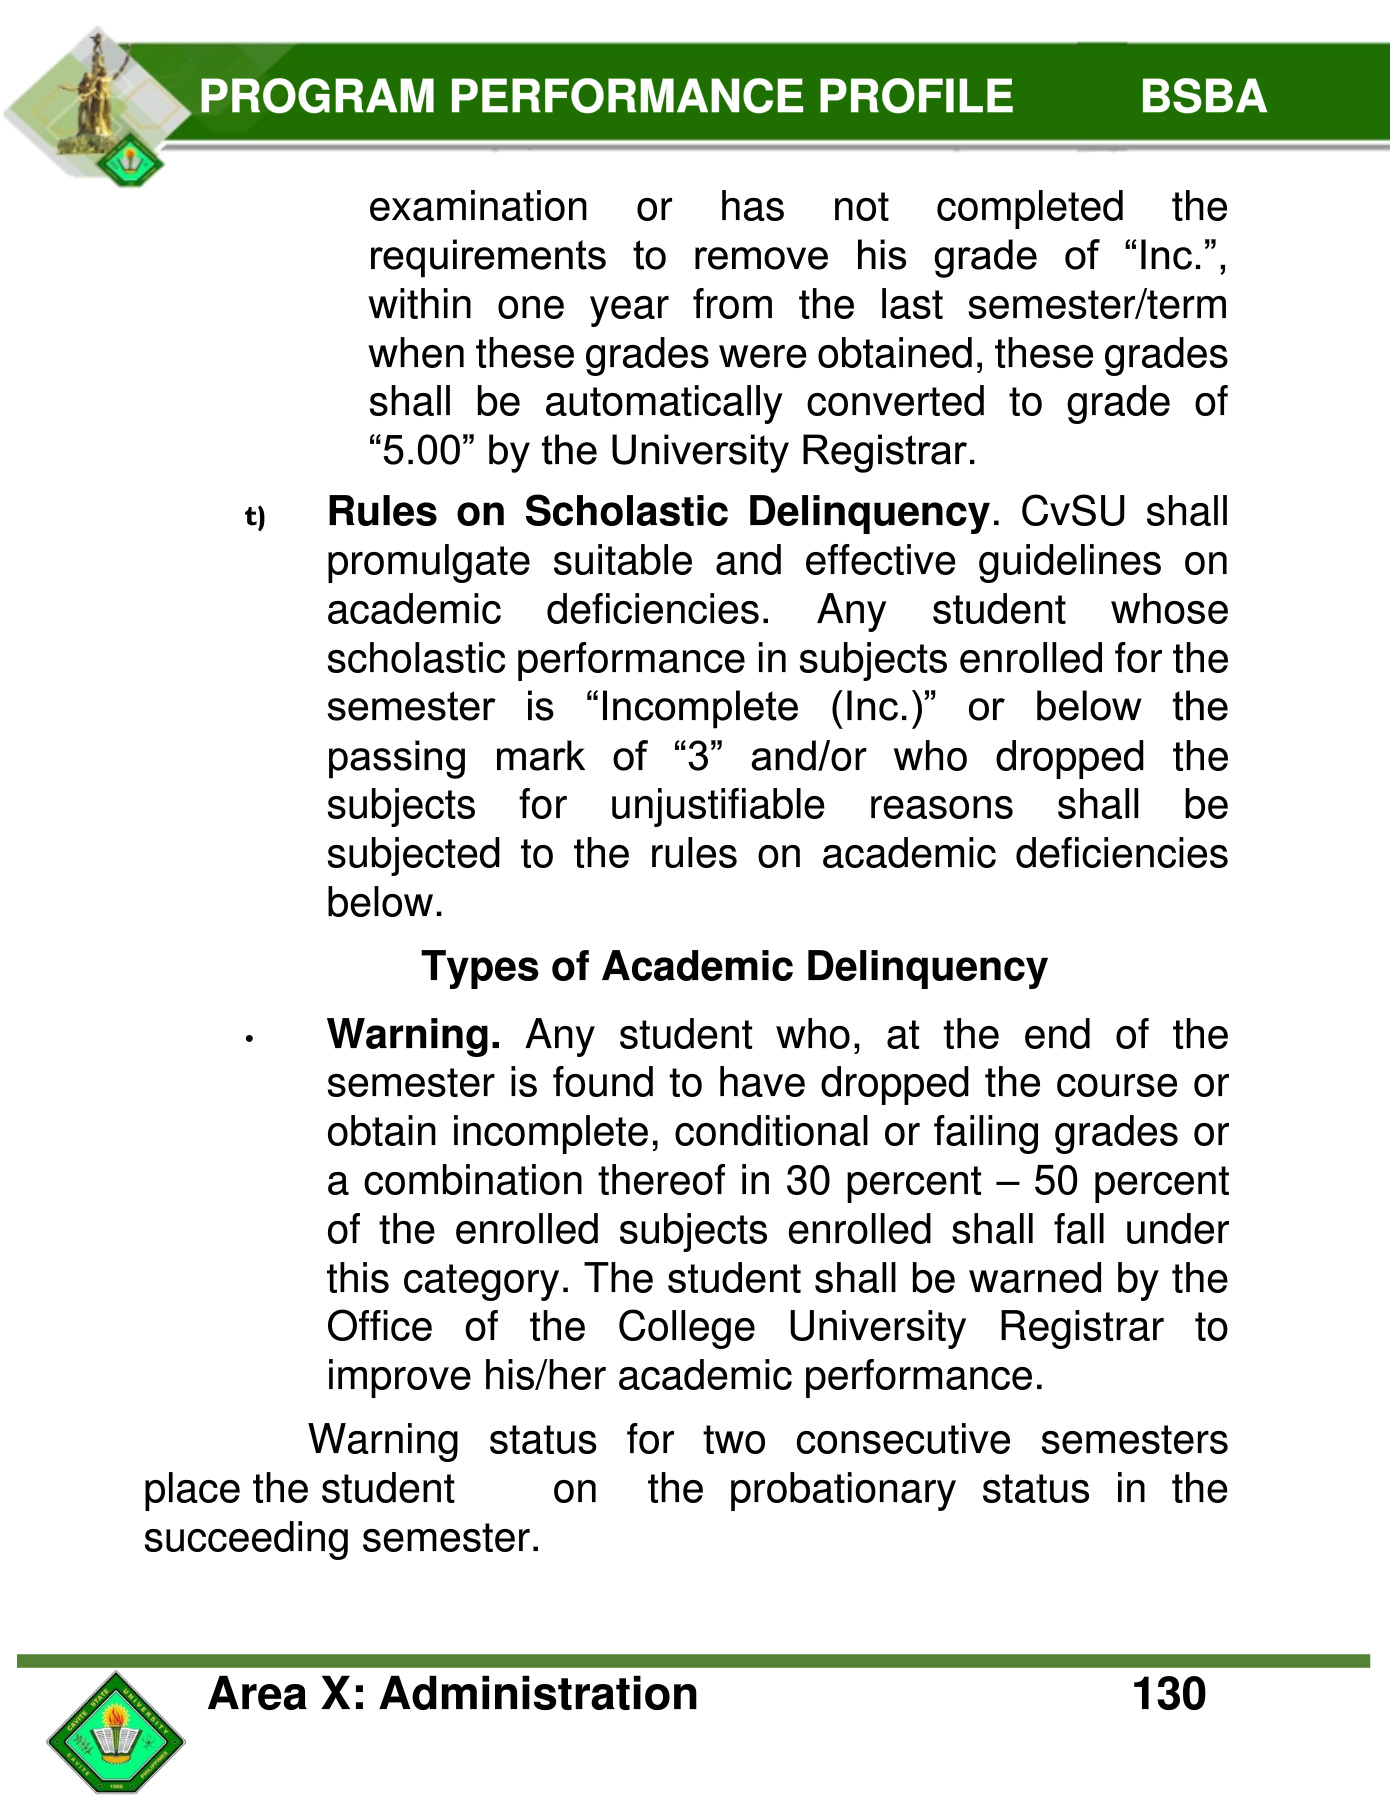 PROGRAM PERFORMANCE PROFILE BSBA
examination or has not completed the
requirements to remove his grade of “Inc.”,
within one year from the last semester/term
when these grades were obtained, these grades
shall be automatically converted to grade of
“5.00” by the University Registrar.
t) Rules on Scholastic Delinquency. CvSU shall
promulgate suitable and effective guidelines on
academic deficiencies. Any student whose
scholastic performance in subjects enrolled for the
semester is “Incomplete (Inc.)” or below the
passing mark of “3” and/or who dropped the
subjects for unjustifiable reasons shall be
subjected to the rules on academic deficiencies
below.
Types of Academic Delinquency
• Warning. Any student who, at the end of the
semester is found to have dropped the course or
obtain incomplete, conditional or failing grades or
a combination thereof in 30 percent – 50 percent
of the enrolled subjects enrolled shall fall under
this category. The student shall be warned by the
Office of the College University Registrar to
improve his/her academic performance.
Warning status for two consecutive semesters
place the student on the probationary status in the
succeeding semester.
Area X: Administration 130
CAVITE STATE UNIVERSITY
CAVITE PHILIPPINES